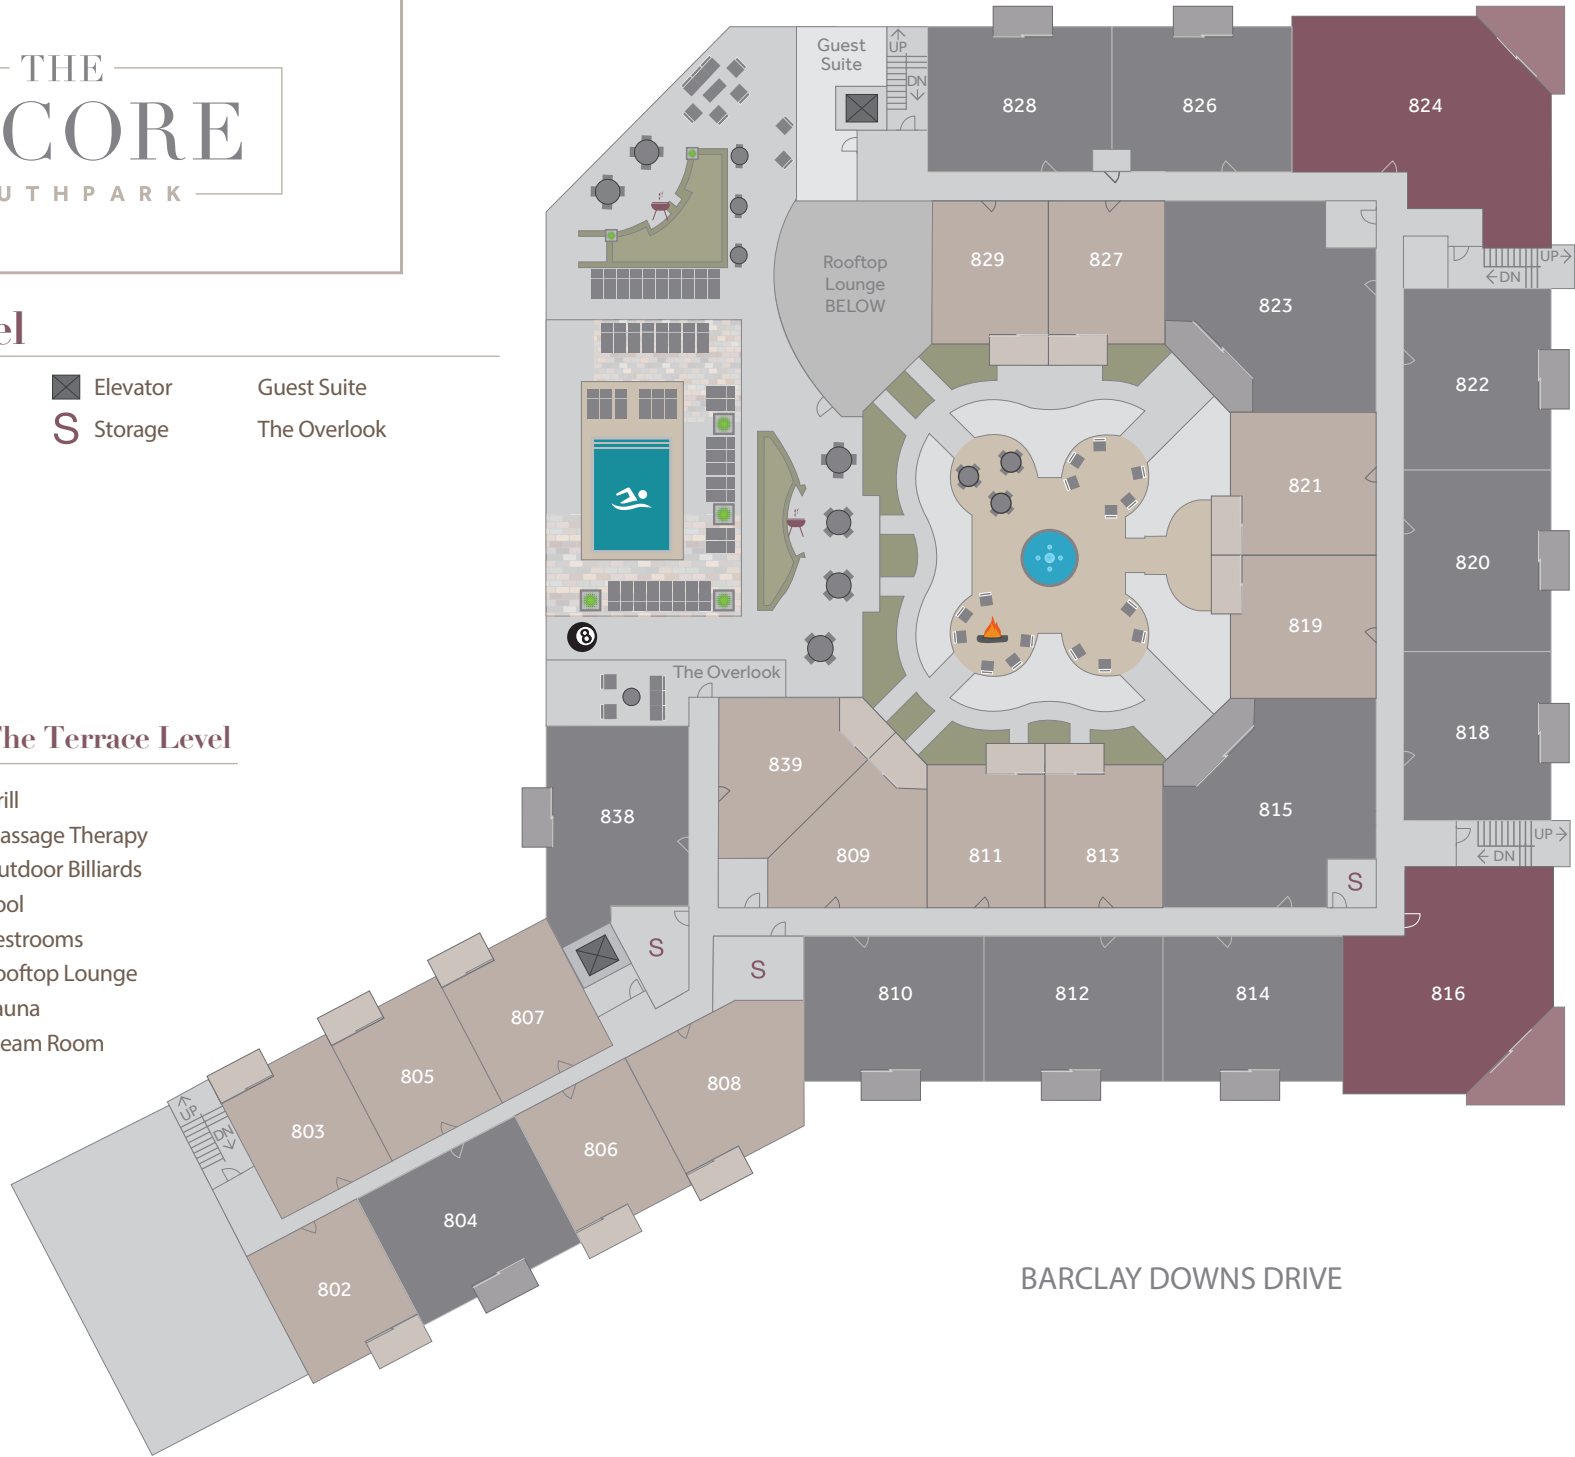 THE
CORE
UTHPARK
el
Elevator
Guest Suite
S Storage
The Overlook
The Terrace Level
rill
assage Therapy
utdoor Billiards
ool
estrooms
ooftop Lounge
auna
eam Room
Guest
Suite
UP
DN
828
826
824
Rooftop
Lounge
BELOW
829
827
823
UP
DN
822
821
820
819
818
8
The Overlook
839
838
809
811
813
815
S
UP
DN
S
S
810
812
814
816
807
805
803
808
806
804
802
UP
DN
BARCLAY DOWNS DRIVE